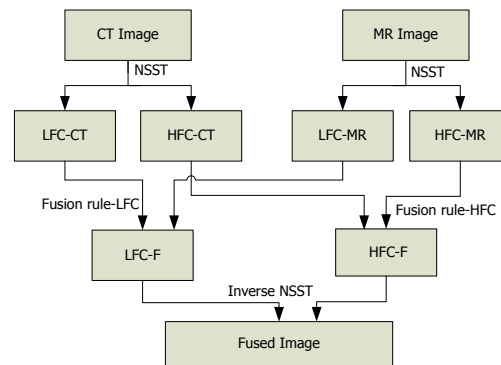 CT Image
MR Image
NSST
NSST
LFC-CT
HFC-CT
LFC-MR
HFC-MR
Fusion rule-LFC
Fusion rule-HFC
LFC-F
HFC-F
Inverse NSST
Fused Image